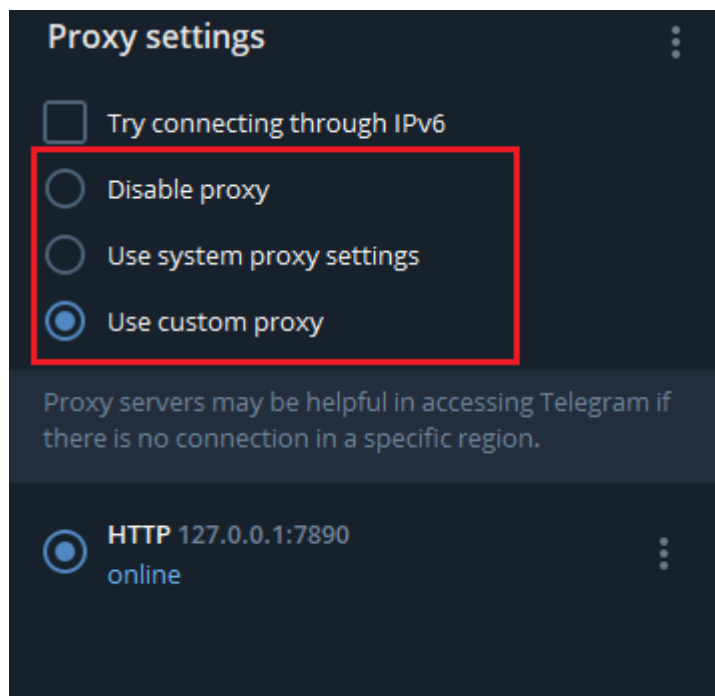 Proxy settings
Try connecting through IPv6
Disable proxy
Use system proxy settings
Use custom proxy
Proxy servers may be helpful in accessing Telegram if
there is no connection in a specific region.
HTTP 127.0.0.1:7890
online